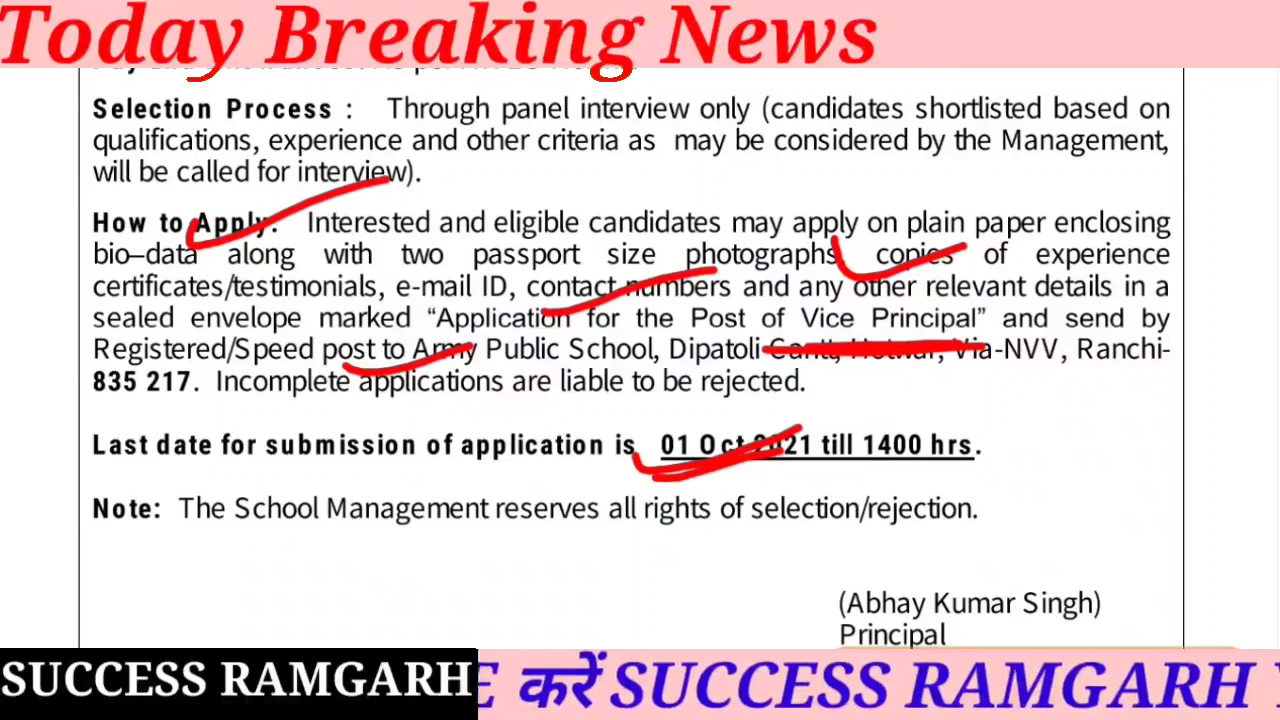 Today Breaking News
Selection Process : Through panel interview only (candidates shortlisted based on
qualifications, experience and other criteria as may be considered by the Management,
will be called for interview).
How to Apply: Interested and eligible candidates may apply on plain paper enclosing
bio–data along with two passport size photographs, copies of experience
certificates/testimonials, e-mail ID, contact numbers and any other relevant details in a
sealed envelope marked “Application for the Post of Vice Principal” and send by
Registered/Speed post to Army Public School, Dipatoli Cantt, Hotwar, Via-NVV, Ranchi-
835 217. Incomplete applications are liable to be rejected.
Last date for submission of application is 01 Oct 2021 till 1400 hrs.
Note: The School Management reserves all rights of selection/rejection.
(Abhay Kumar Singh)
Principal
SUCCESS RAMGARH E करें SUCCESS RAMGARH Y